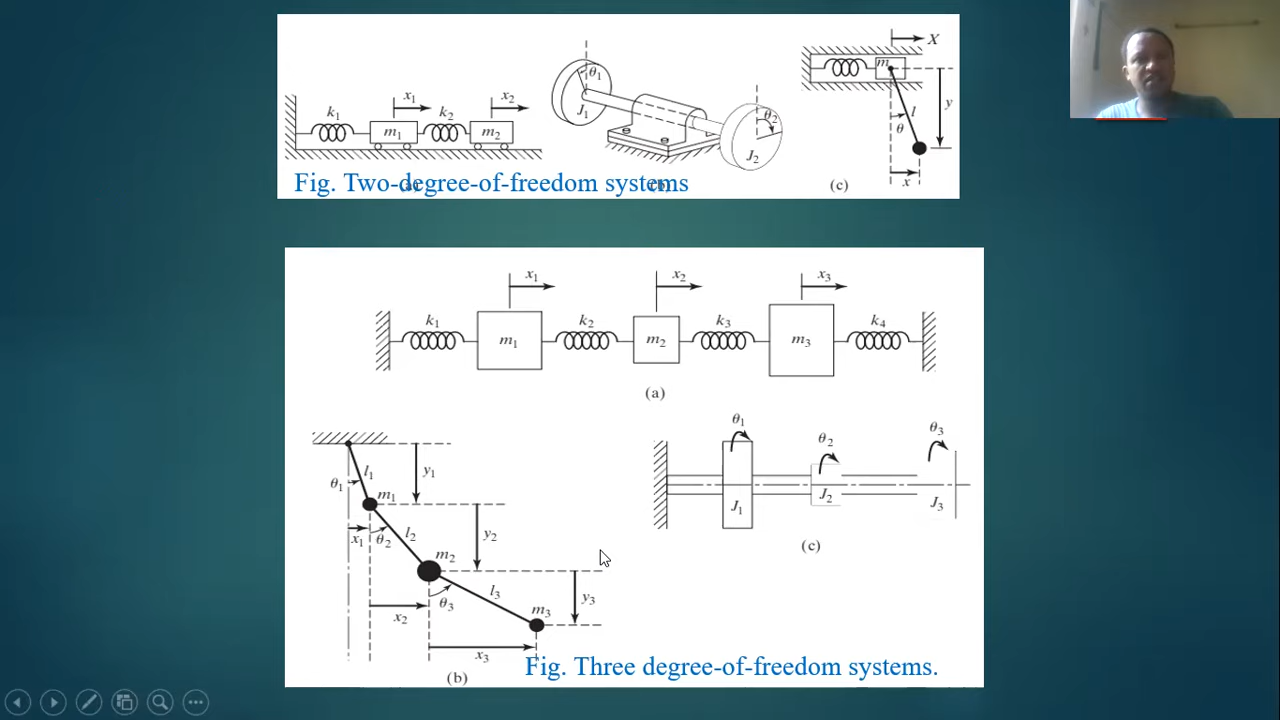 X
m
y
l
θ
x
(c)
x₁
x₂
k₁
k₂
m₁
m₂
θ₁
J₁
θ₂
J₂
Fig. Two-degree-of-freedom systems
x₁
x₂
x₃
k₁
k₂
k₃
k₄
m₁
m₂
m₃
(a)
θ₁
l₁
y₁
m₁
x₁
θ₂
l₂
y₂
m₂
θ₃
l₃
y₃
x₂
m₃
x₃
(b)
θ₁
θ₂
θ₃
J₁
J₂
J₃
(c)
Fig. Three degree-of-freedom systems.